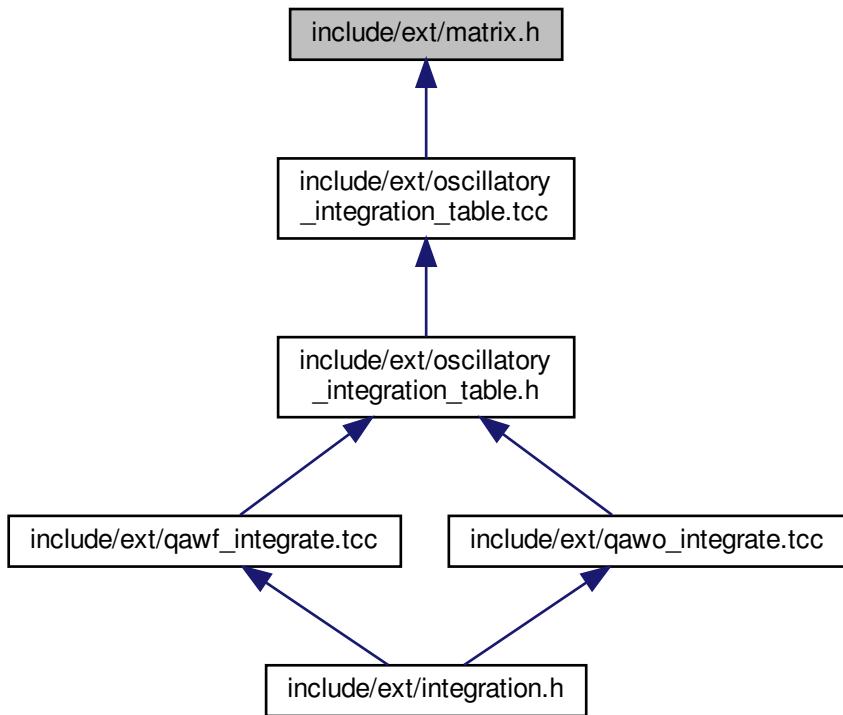 include/ext/matrix.h
include/ext/oscillatory
_integration_table.tcc
include/ext/oscillatory
_integration_table.h
include/ext/qawf_integrate.tcc
include/ext/qawo_integrate.tcc
include/ext/integration.h